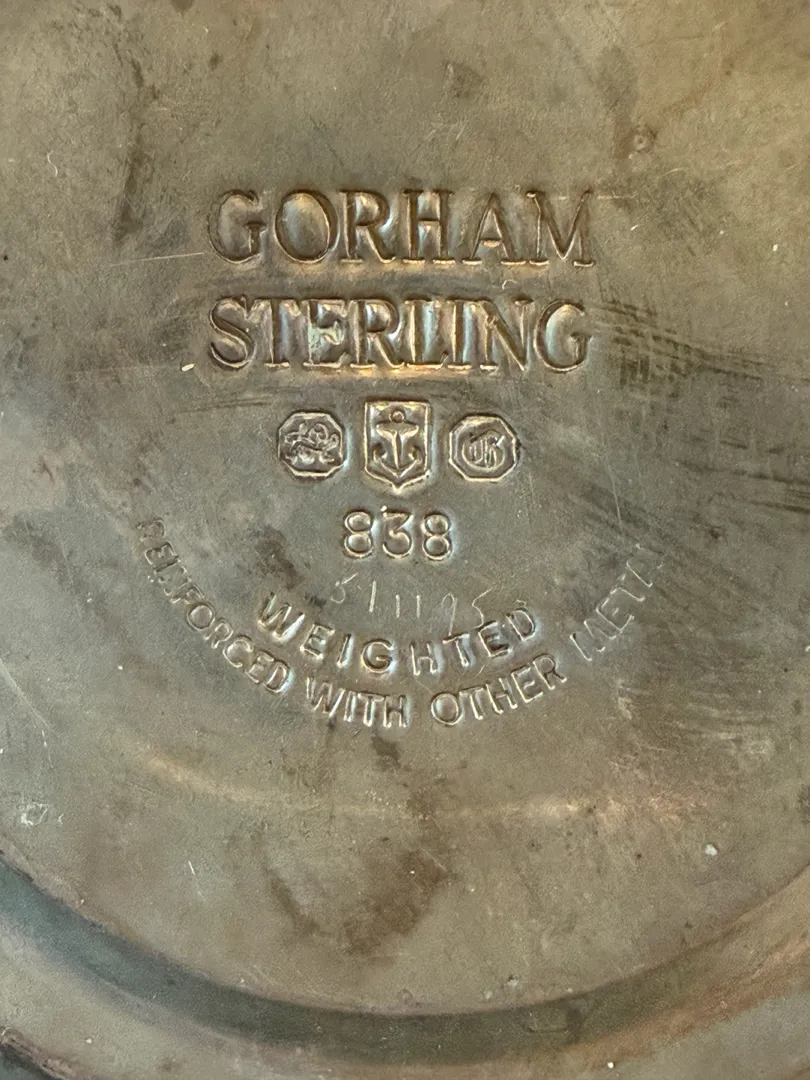 GORHAM
STERLING
G
838
WEIGHTED
REINFORCED WITH OTHER METAL